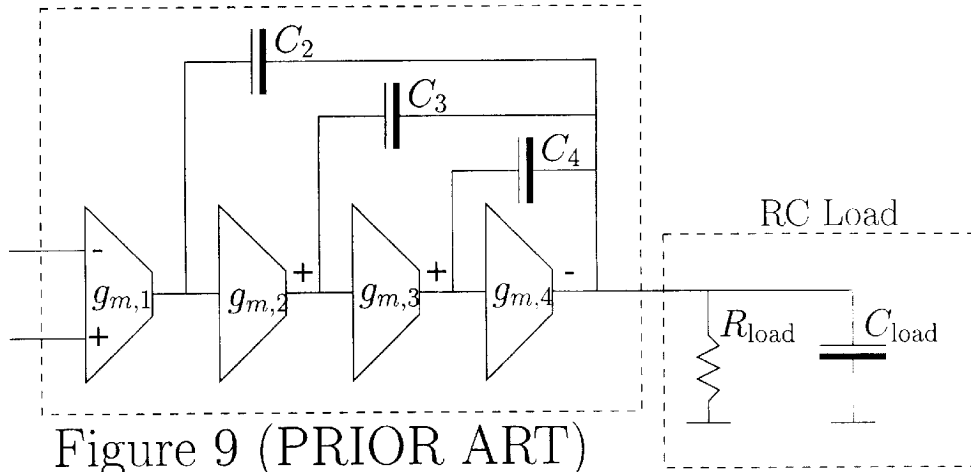 C2
C3
C4
RC Load
-
+
gm,1
gm,2
+
gm,3
+
gm,4
-
Rload
Cload
Figure 9 (PRIOR ART)